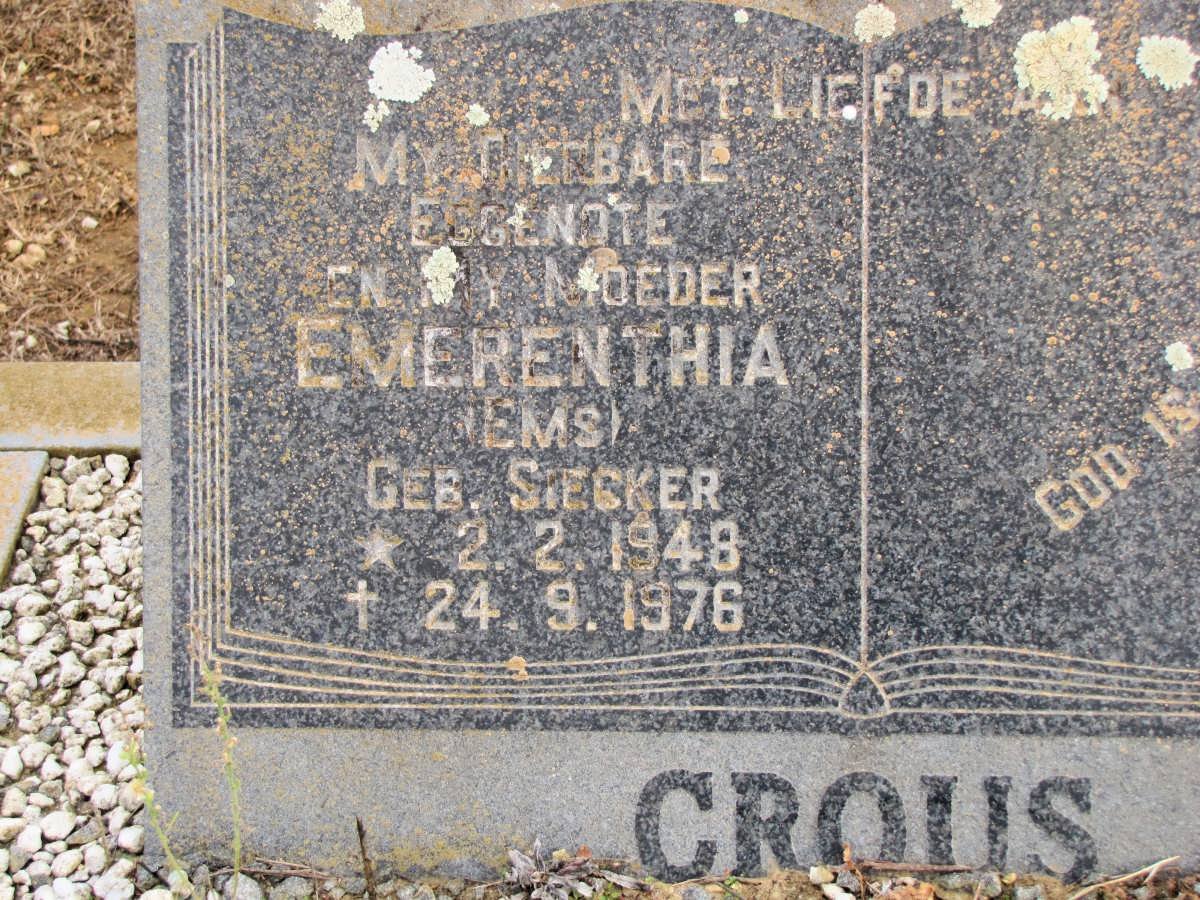 MET LIEFDE
MY DIERBARE
EGGENOTE
EN MY MOEDER
EMERENTHIA
(EMS)
GEB. SIECKER
★ 2. 2. 1948
✝ 24. 9. 1976
GOD IS
CROUS